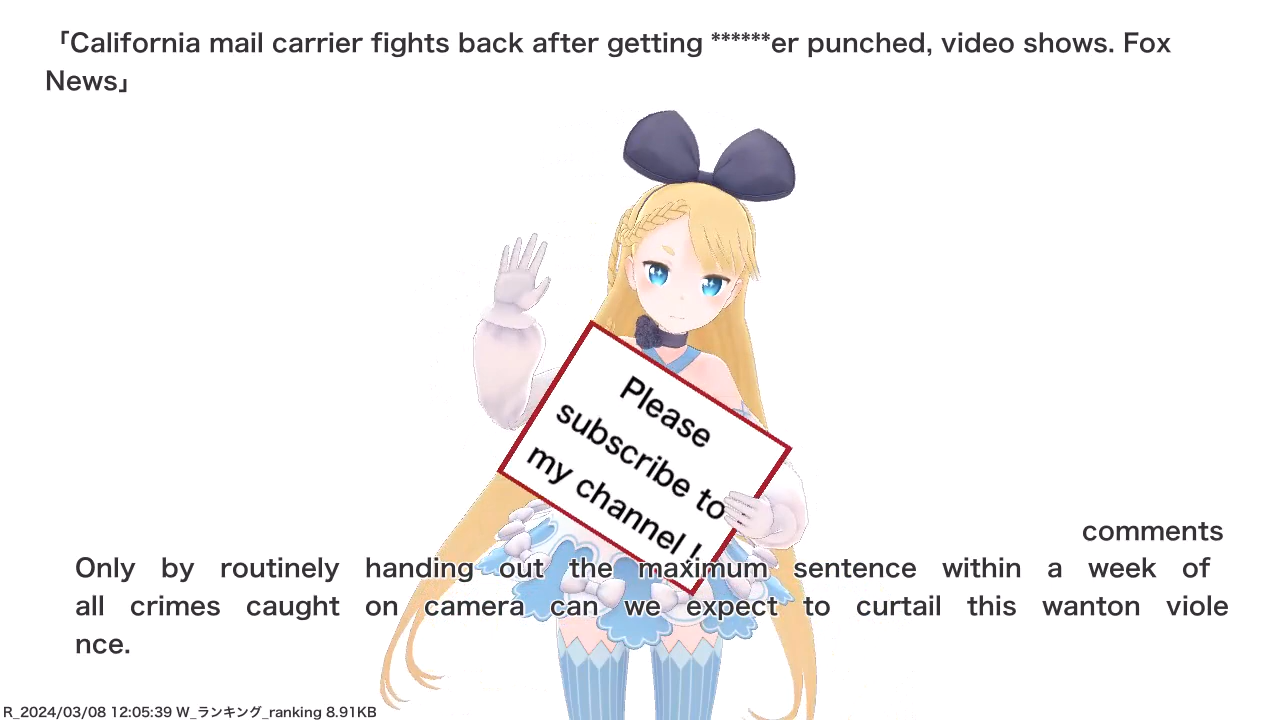 「California mail carrier fights back after getting ******er punched, video shows. Fox
News」
Please
subscribe to
my channel !
comments
Only by routinely handing out the maximum sentence within a week of
all crimes caught on camera can we expect to curtail this wanton viole
nce.
R_2024/03/08 12:05:39 W_ランキング_ranking 8.91KB